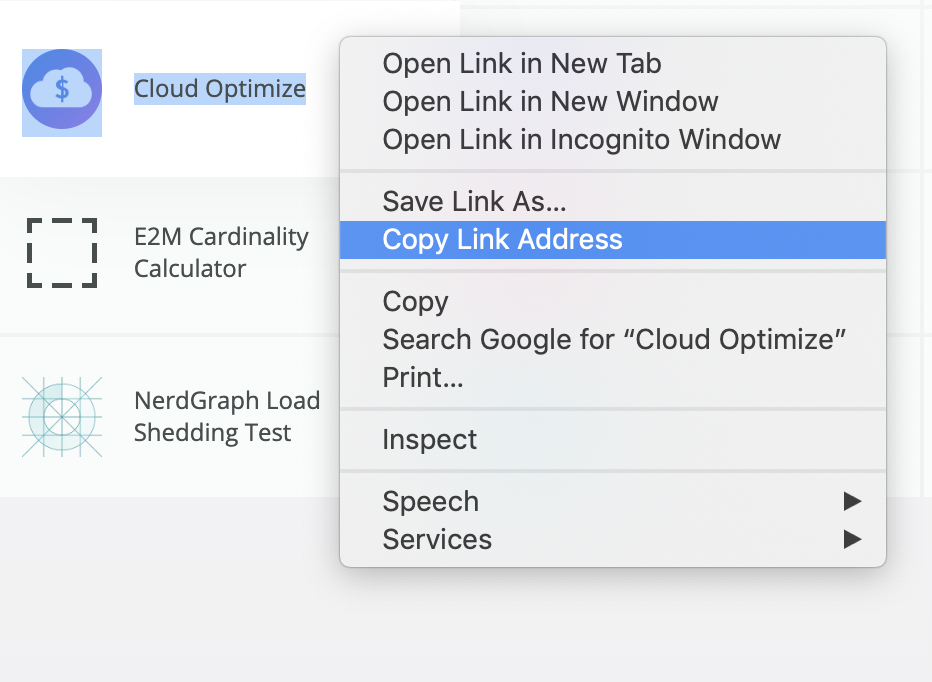 $
Cloud Optimize
E2M Cardinality
Calculator
NerdGraph Load
Shedding Test
Open Link in New Tab
Open Link in New Window
Open Link in Incognito Window
Save Link As...
Copy Link Address
Copy
Search Google for “Cloud Optimize”
Print...
Inspect
Speech
Services